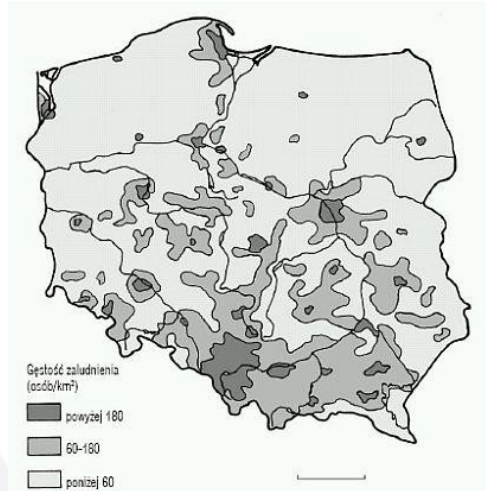 Gęstość zaludnienia
(osób/km²)
powyżej 180
60-180
poniżej 60